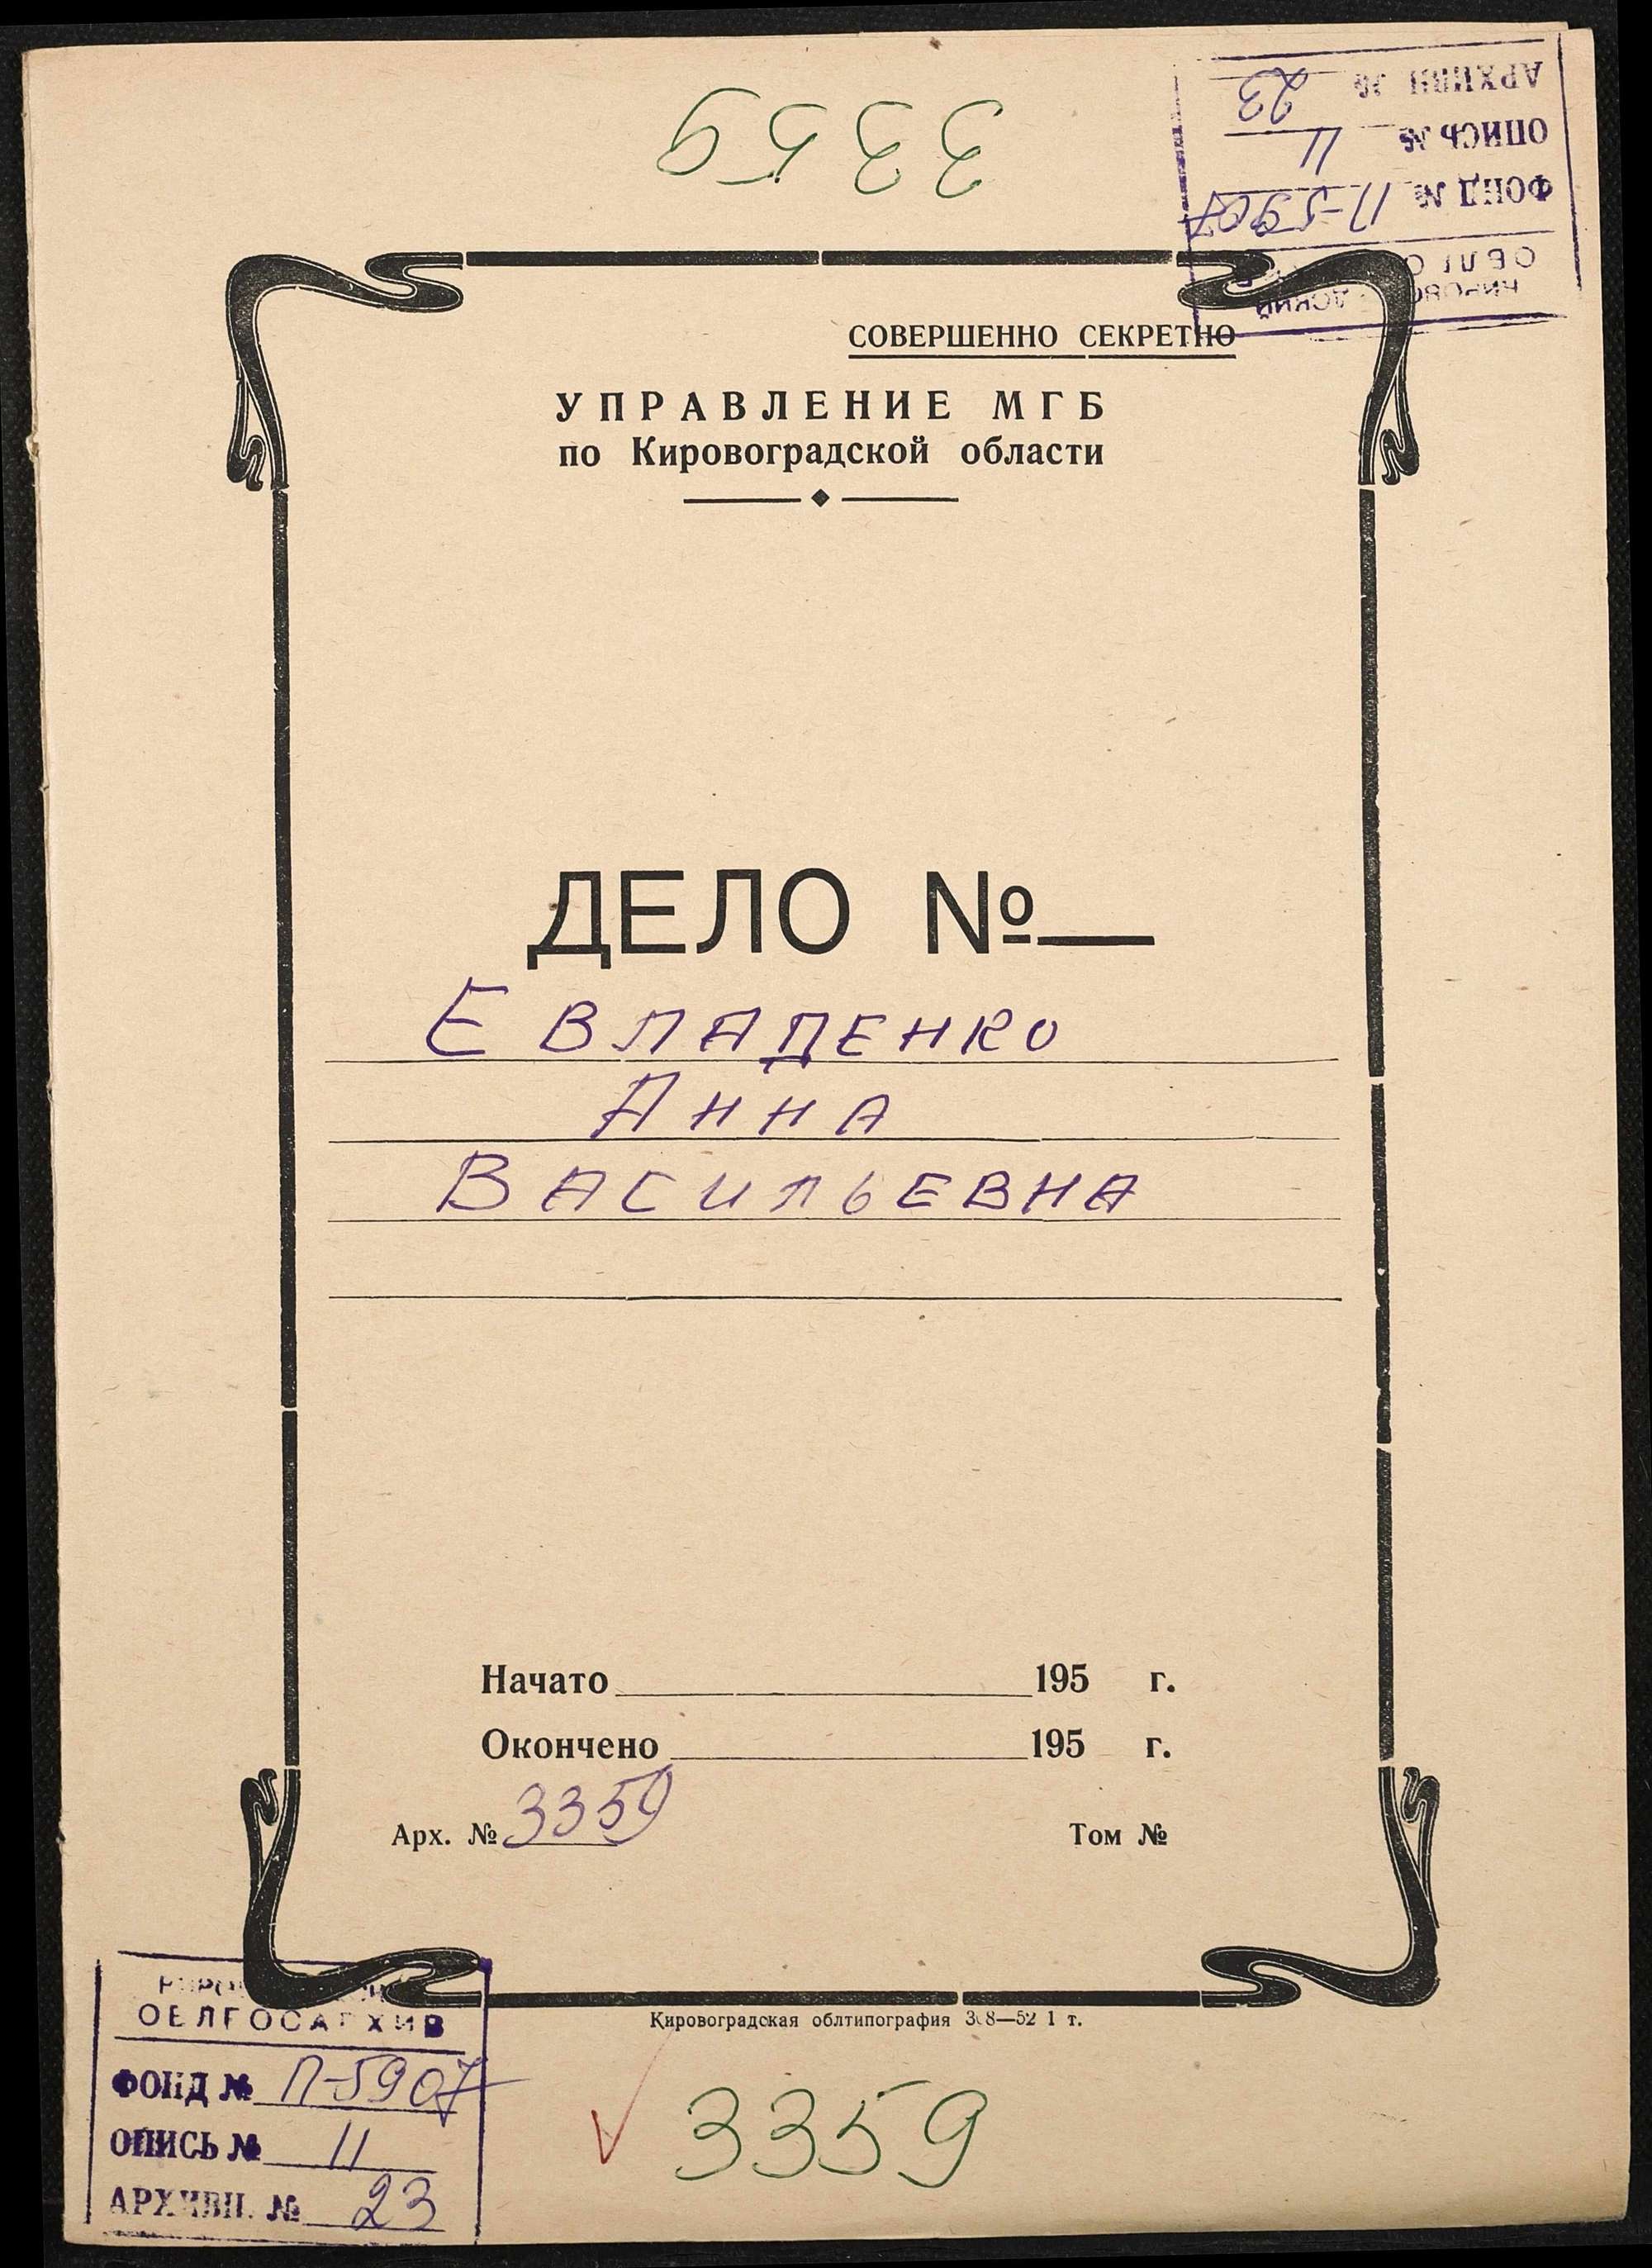 3359
АРХИВН. № 23
ОПИСЬ № 11
ФОНД № П-5907
СОВЕРШЕННО СЕКРЕТНО
УПРАВЛЕНИЕ МГБ
по Кировоградской области
ДЕЛО №
ЕВЛАДЕНКО
АННА
ВАСИЛЬЕВНА
Начато 195 г.
Окончено 195 г.
Арх. № 3359
Том №
ОБЛГОСАРХИВ
ФОНД № П-5907
ОПИСЬ № 11
АРХИВН. № 23
Кировоградская облтипография 52 1 т.
3359